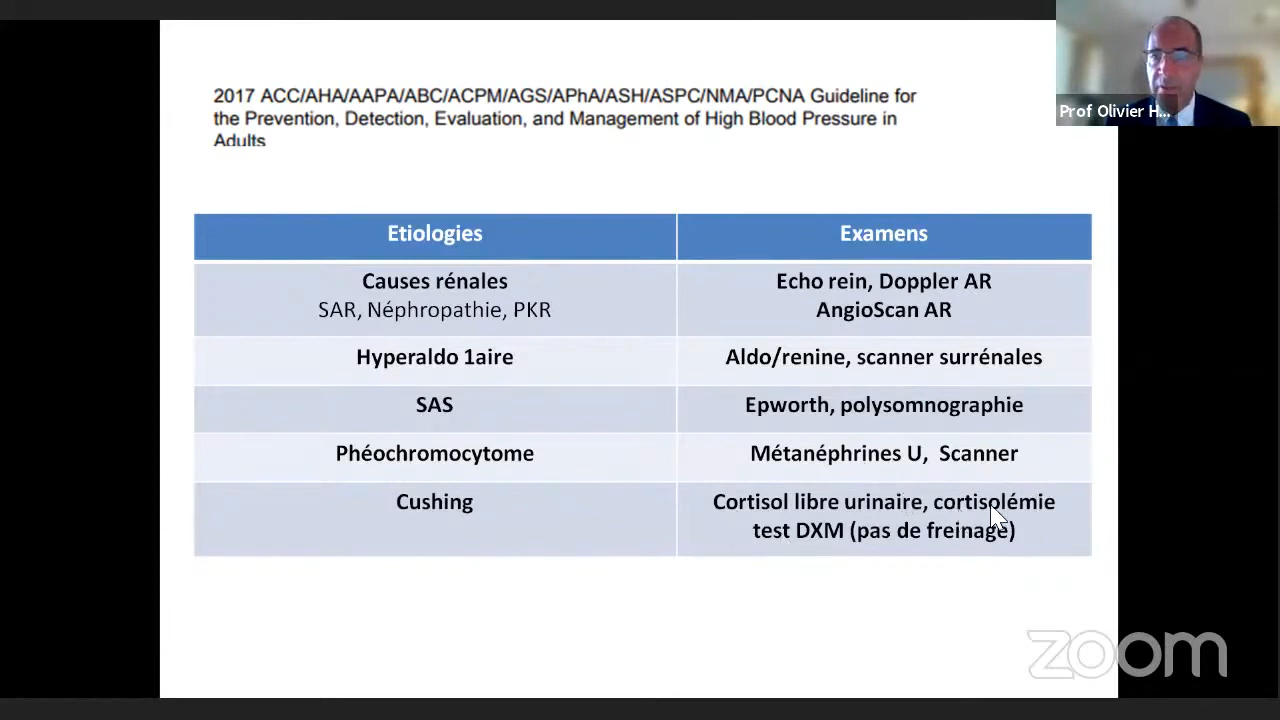 2017 ACC/AHA/AAPA/ABC/ACPM/AGS/APhA/ASH/ASPC/NMA/PCNA Guideline for
the Prevention, Detection, Evaluation, and Management of High Blood Pressure in
Adults
Prof Olivier H...
Etiologies
Examens
Causes rénales
SAR, Néphropathie, PKR
Echo rein, Doppler AR
AngioScan AR
Hyperaldo 1aire
Aldo/renine, scanner surrénales
SAS
Epworth, polysomnographie
Phéochromocytome
Métanéphrines U, Scanner
Cushing
Cortisol libre urinaire, cortisolémie
test DXM (pas de freinage)
zoom